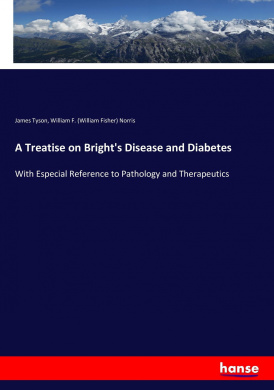 James Tyson, William F. (William Fisher) Norris
A Treatise on Bright's Disease and Diabetes
With Especial Reference to Pathology and Therapeutics
hanse